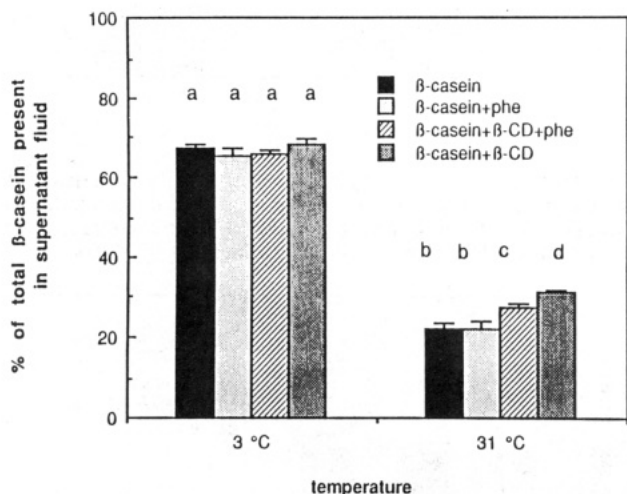 % of total ß-casein present
in supernatant fluid
100
80
60
40
20
0
a a a a
b b c d
ß-casein
ß-casein+phe
ß-casein+ß-CD+phe
ß-casein+ß-CD
3 °C 31 °C
temperature